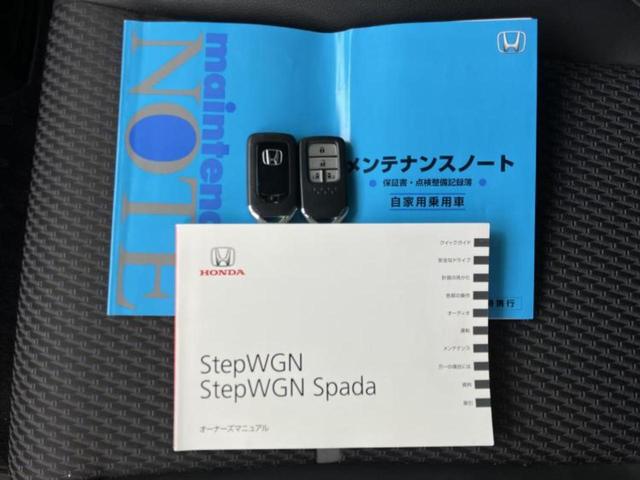 maintenance
NOTE
メンテナンスノート
保証書・点検整備記録簿
自家用乗用車
HONDA
StepWGN
StepWGN Spada
オーナーズマニュアル
クイックガイド
安全なドライブ
計器の見かた
各部の操作
オーディオ
運転
メンテナンス
万一の場合には
資料
索引
行